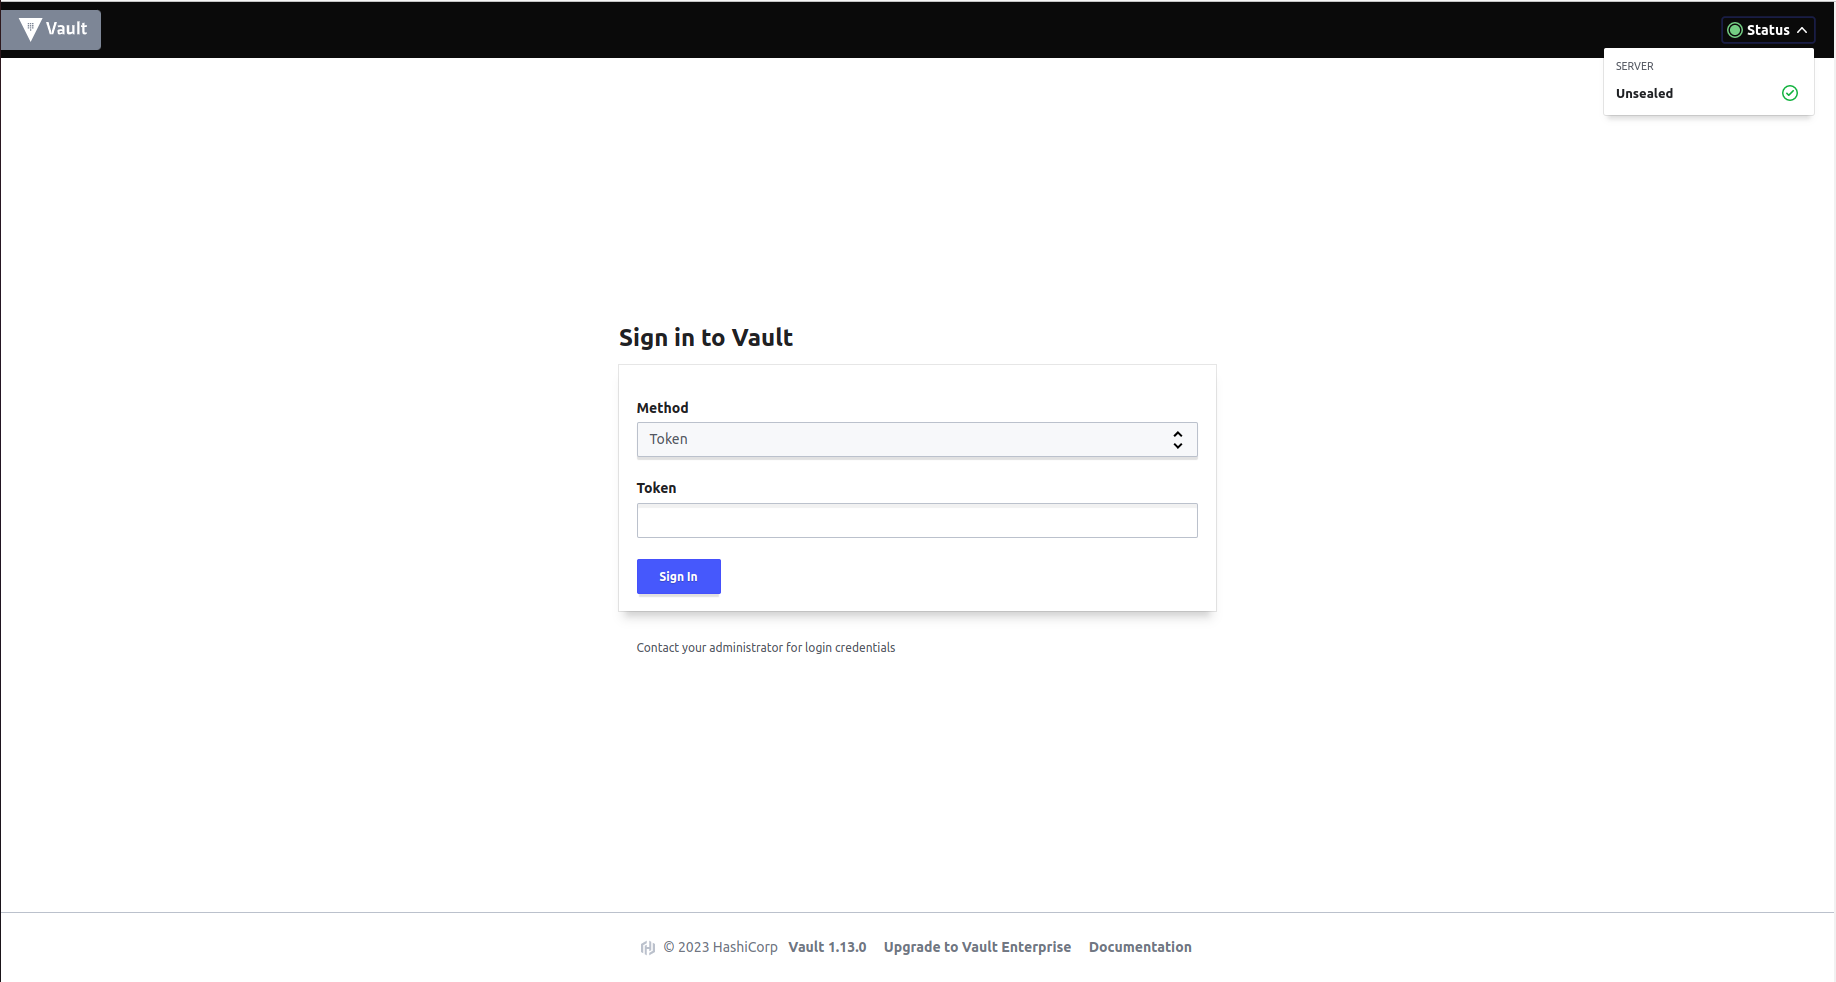 Vault
Status
SERVER
Unsealed
Sign in to Vault
Method
Token
Token
Sign In
Contact your administrator for login credentials
© 2023 HashiCorp Vault 1.13.0 Upgrade to Vault Enterprise Documentation